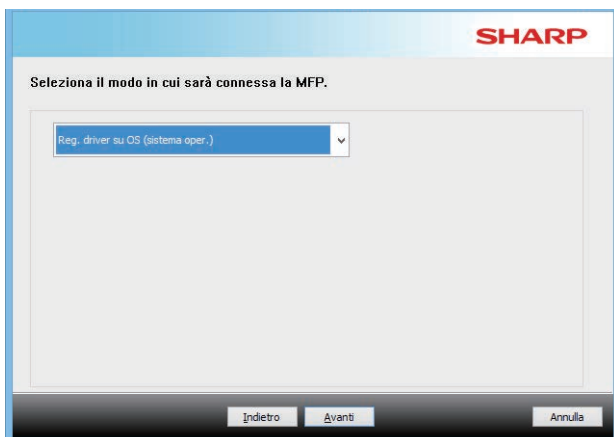 SHARP
Seleziona il modo in cui sarà connessa la MFP.
Reg. driver su OS (sistema oper.)
Indietro Avanti Annulla